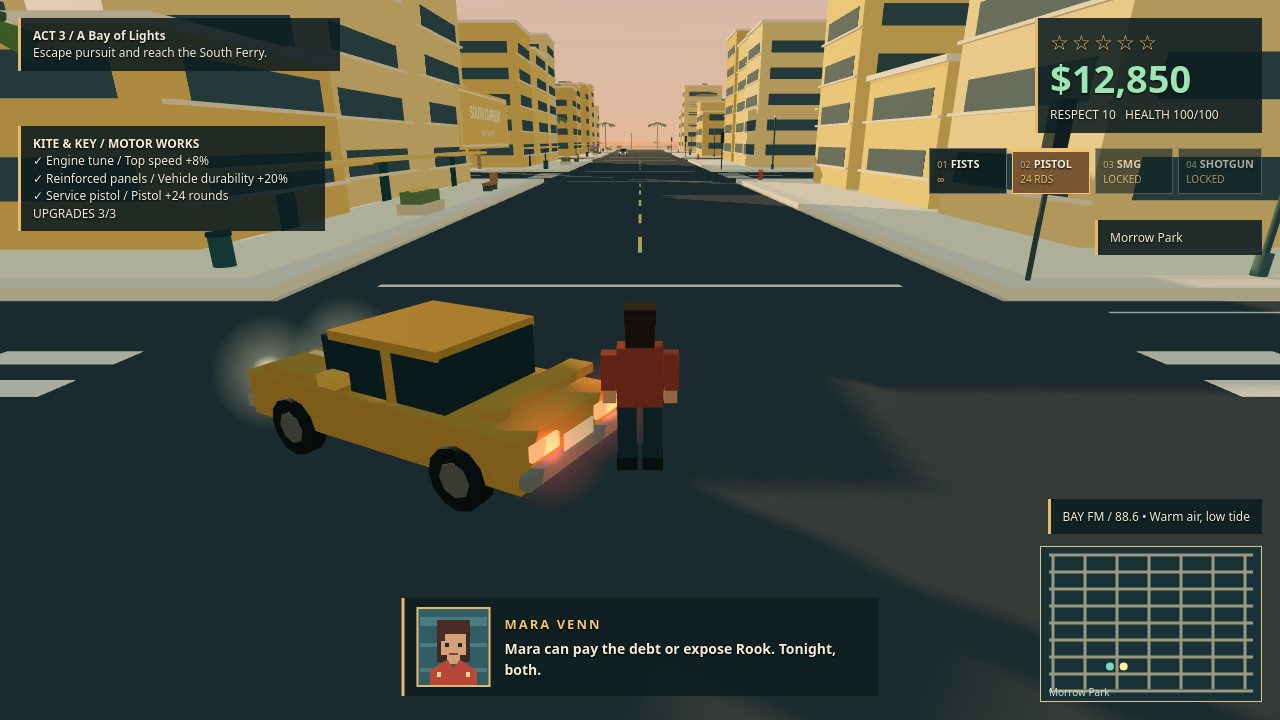 ACT 3 / A Bay of Lights
Escape pursuit and reach the South Ferry.
☆☆☆☆☆
$12,850
RESPECT 10 HEALTH 100/100
KITE & KEY / MOTOR WORKS
✓ Engine tune / Top speed +8%
✓ Reinforced panels / Vehicle durability +20%
✓ Service pistol / Pistol +24 rounds
UPGRADES 3/3
01 FISTS
∞
02 PISTOL
24 RDS
03 SMG
LOCKED
04 SHOTGUN
LOCKED
Morrow Park
SOUTH CURRENT
BAY FM / 88.6 • Warm air, low tide
MARA VENN
Mara can pay the debt or expose Rook. Tonight,
both.
Morrow Park